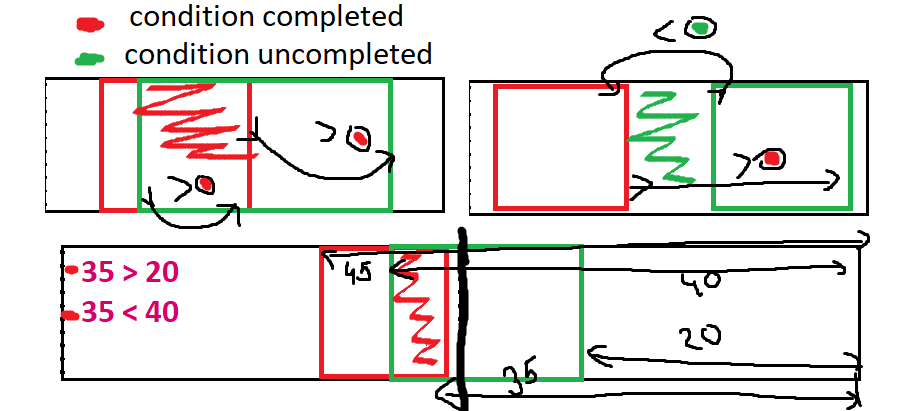 condition completed
condition uncompleted
< 0
> 0
> 0
> 0
35 > 20
35 < 40
45
40
20
35